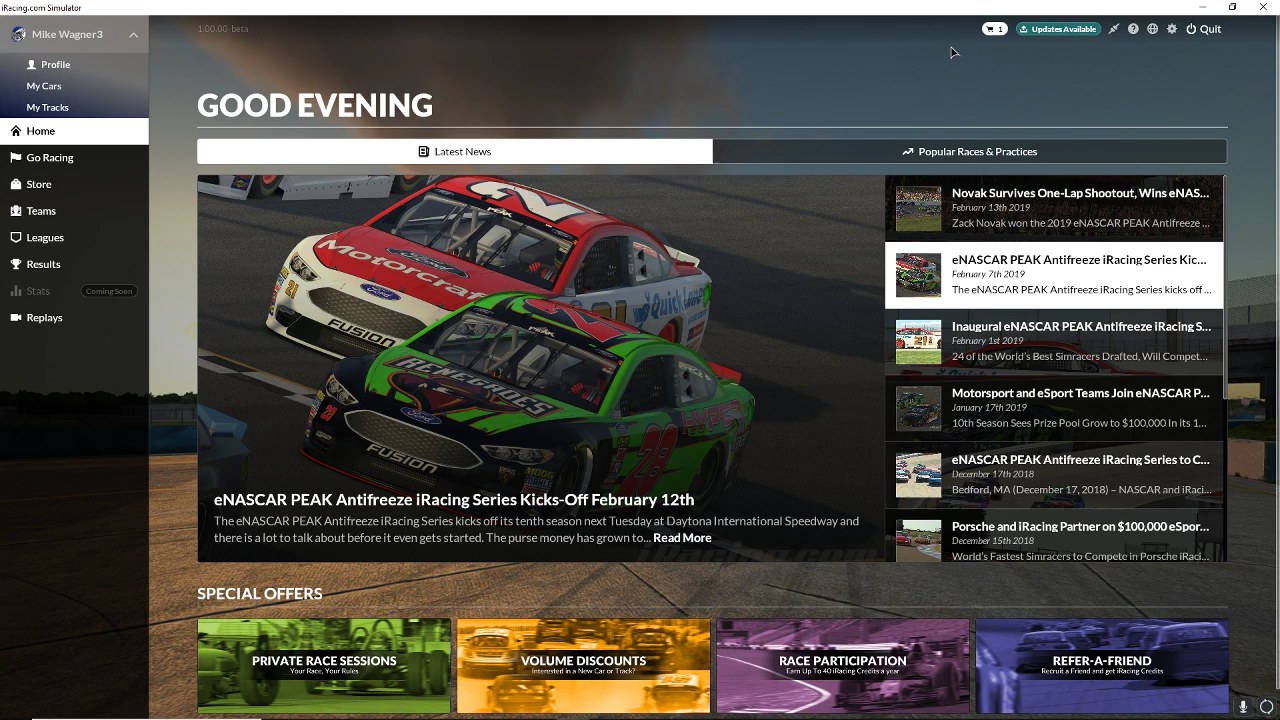 iRacing.com Simulator
Mike Wagner3
Profile
My Cars
My Tracks
Home
Go Racing
Store
Teams
Leagues
Results
Stats Coming Soon
Replays
1.00.00-beta
1 Updates Available Quit
GOOD EVENING
Latest News
Popular Races & Practices
Motorcraft
Ford
FUSION
21
Quick Lane
RENEGADES
HYPE
Ford
FUSION
28
eNASCAR PEAK Antifreeze iRacing Series Kicks-Off February 12th
The eNASCAR PEAK Antifreeze iRacing Series kicks off its tenth season next Tuesday at Daytona International Speedway and
there is a lot to talk about before it even gets started. The purse money has grown to... Read More
Novak Survives One-Lap Shootout, Wins eNAS...
February 13th 2019
Zack Novak won the 2019 eNASCAR PEAK Antifreeze ...
eNASCAR PEAK Antifreeze iRacing Series Kic...
February 7th 2019
The eNASCAR PEAK Antifreeze iRacing Series kicks off ...
Inaugural eNASCAR PEAK Antifreeze iRacing S...
February 1st 2019
24 of the World's Best Simracers Drafted, Will Compet...
Motorsport and eSport Teams Join eNASCAR P...
January 17th 2019
10th Season Sees Prize Pool Grow to $100,000 In its 1...
eNASCAR PEAK Antifreeze iRacing Series to C...
December 17th 2018
Bedford, MA (December 17, 2018) – NASCAR and iRaci...
Porsche and iRacing Partner on $100,000 eSpor...
December 15th 2018
World's Fastest Simracers to Compete in Porsche iRaci...
SPECIAL OFFERS
PRIVATE RACE SESSIONS
Your Race, Your Rules
VOLUME DISCOUNTS
Interested in a New Car or Track?
RACE PARTICIPATION
Earn Up To 40 iRacing Credits a year
REFER-A-FRIEND
Recruit a Friend and get iRacing Credits